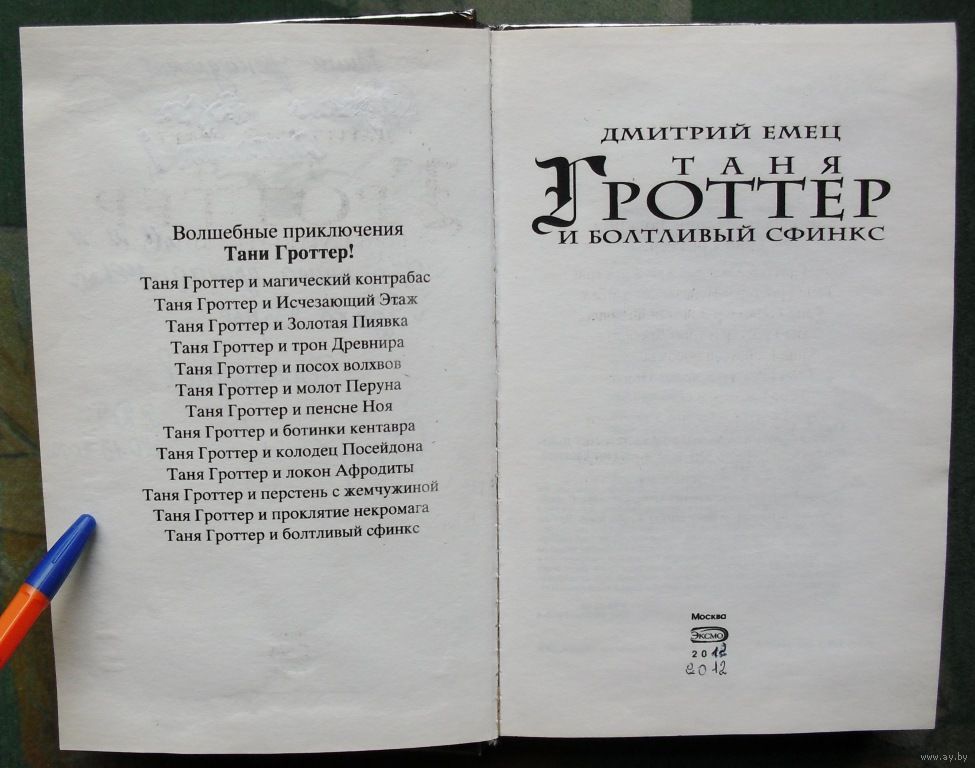 Волшебные приключения
Тани Гроттер!
Таня Гроттер и магический контрабас
Таня Гроттер и Исчезающий Этаж
Таня Гроттер и Золотая Пиявка
Таня Гроттер и трон Древнира
Таня Гроттер и посох волхвов
Таня Гроттер и молот Перуна
Таня Гроттер и пенсне Ноя
Таня Гроттер и ботинки кентавра
Таня Гроттер и колодец Посейдона
Таня Гроттер и локон Афродиты
Таня Гроттер и перстень с жемчужиной
Таня Гроттер и проклятие некромага
Таня Гроттер и болтливый сфинкс
ДМИТРИЙ ЕМЕЦ
ТАНЯ
ГРОТТЕР
И БОЛТЛИВЫЙ СФИНКС
Москва
ЭКСМО
2012
2012
www.ay.by